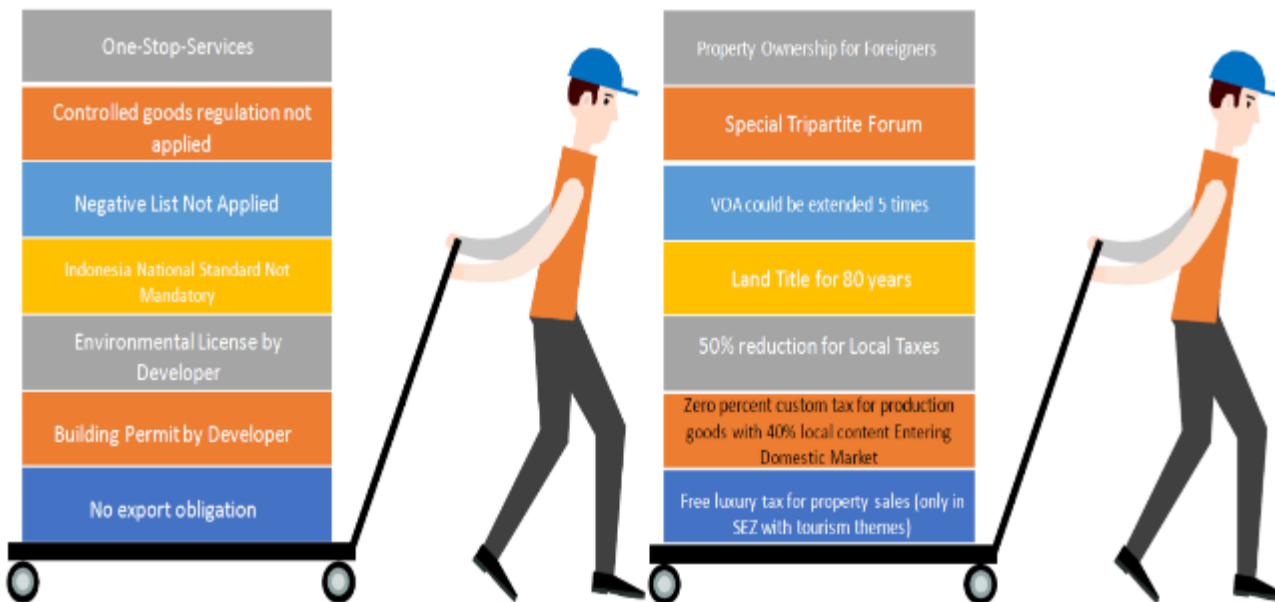 One-Stop-Services
Controlled goods regulation not
applied
Negative List Not Applied
Indonesia National Standard Not
Mandatory
Environmental License by
Developer
Building Permit by Developer
No export obligation
Property Ownership for Foreigners
Special Tripartite Forum
VOA could be extended 5 times
Land Title for 80 years
50% reduction for Local Taxes
Zero percent custom tax for production
goods with 40% local content Entering
Domestic Market
Free luxury tax for property sales (only in
SEZ with tourism themes)